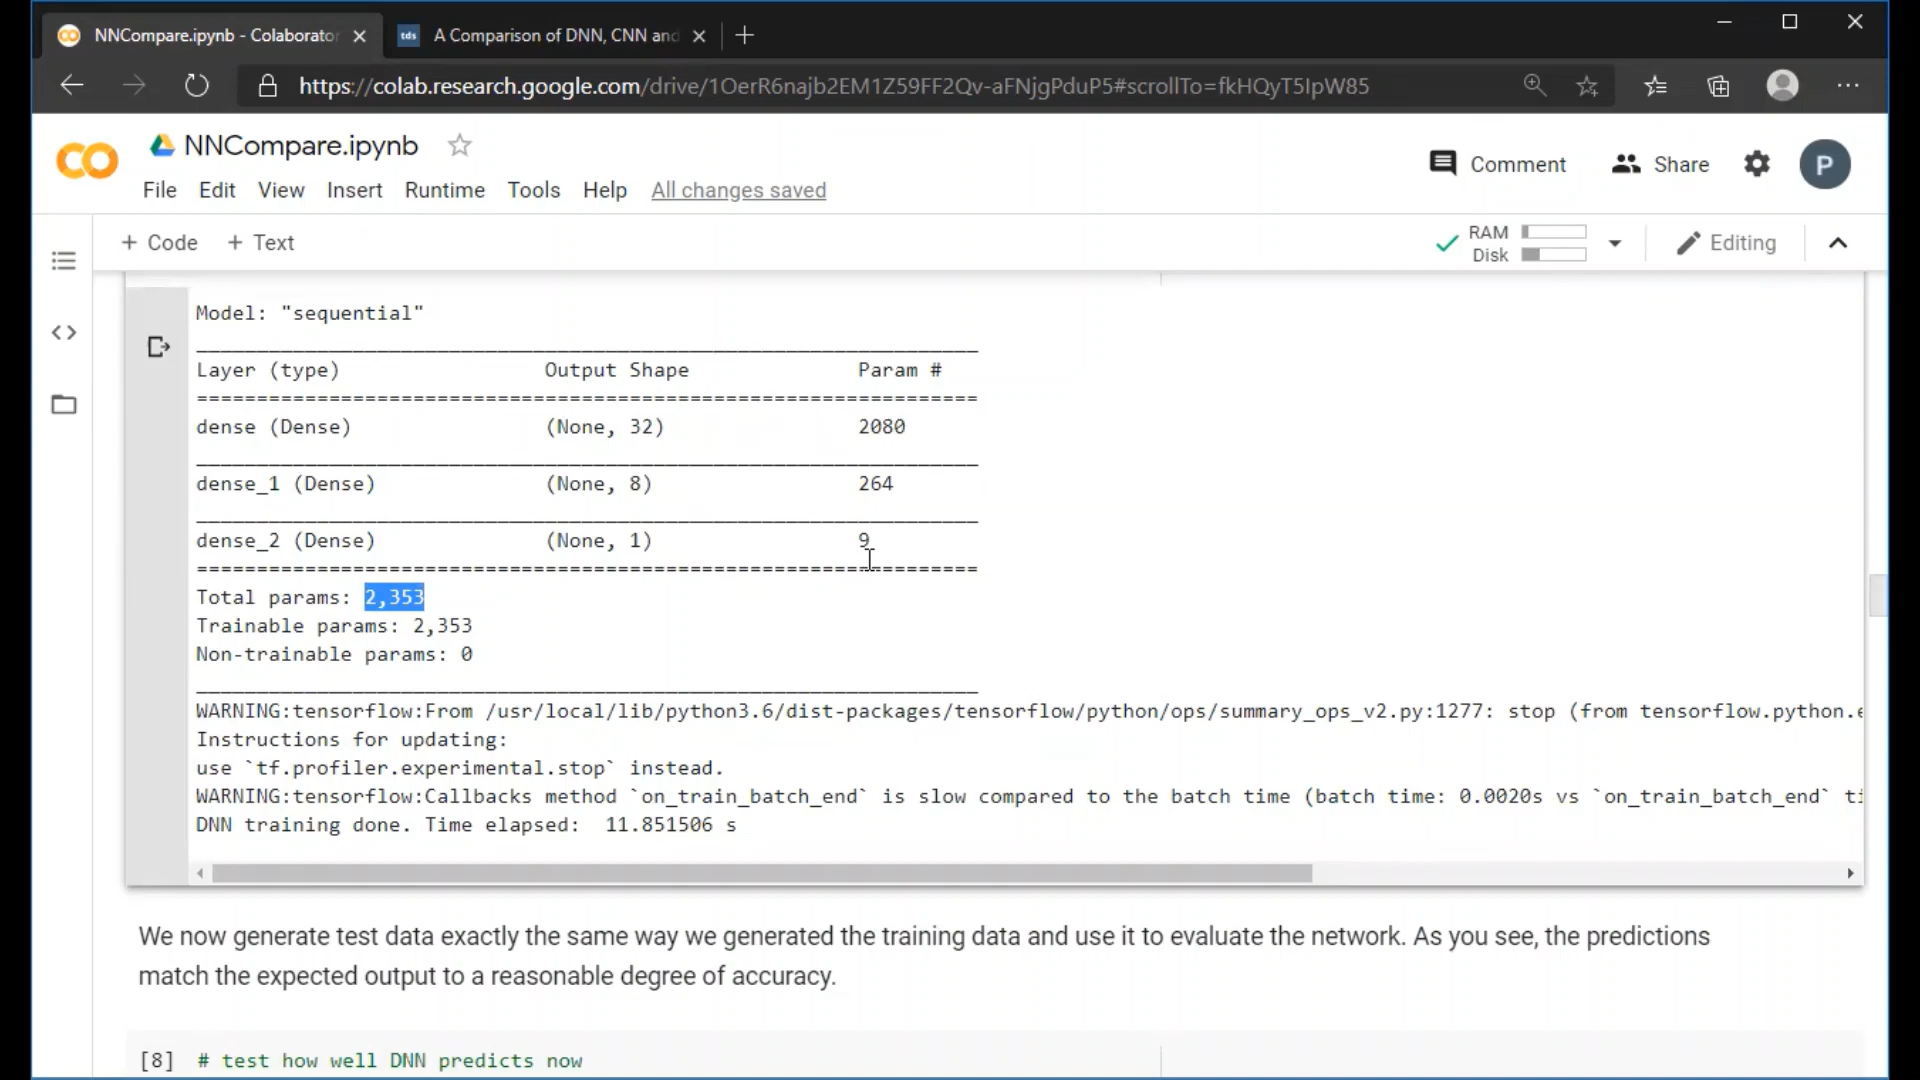 NNCompare.ipynb - Colaborator
tds A Comparison of DNN, CNN and
https://colab.research.google.com/drive/1OerR6najb2EM1Z59FF2Qv-aFNjgPduP5#scrollTo=fkHQyT5IpW85
NNCompare.ipynb
Comment Share P
File Edit View Insert Runtime Tools Help All changes saved
+ Code + Text
RAM
Disk
Editing
Model: "sequential"
Layer (type) Output Shape Param #
=================================================================
dense (Dense) (None, 32) 2080
dense_1 (Dense) (None, 8) 264
dense_2 (Dense) (None, 1) 9
=================================================================
Total params: 2,353
Trainable params: 2,353
Non-trainable params: 0
WARNING:tensorflow:From /usr/local/lib/python3.6/dist-packages/tensorflow/python/ops/summary_ops_v2.py:1277: stop (from tensorflow.python.e
Instructions for updating:
use `tf.profiler.experimental.stop` instead.
WARNING:tensorflow:Callbacks method `on_train_batch_end` is slow compared to the batch time (batch time: 0.0020s vs `on_train_batch_end` ti
DNN training done. Time elapsed:  11.851506 s
We now generate test data exactly the same way we generated the training data and use it to evaluate the network. As you see, the predictions
match the expected output to a reasonable degree of accuracy.
[8] # test how well DNN predicts now